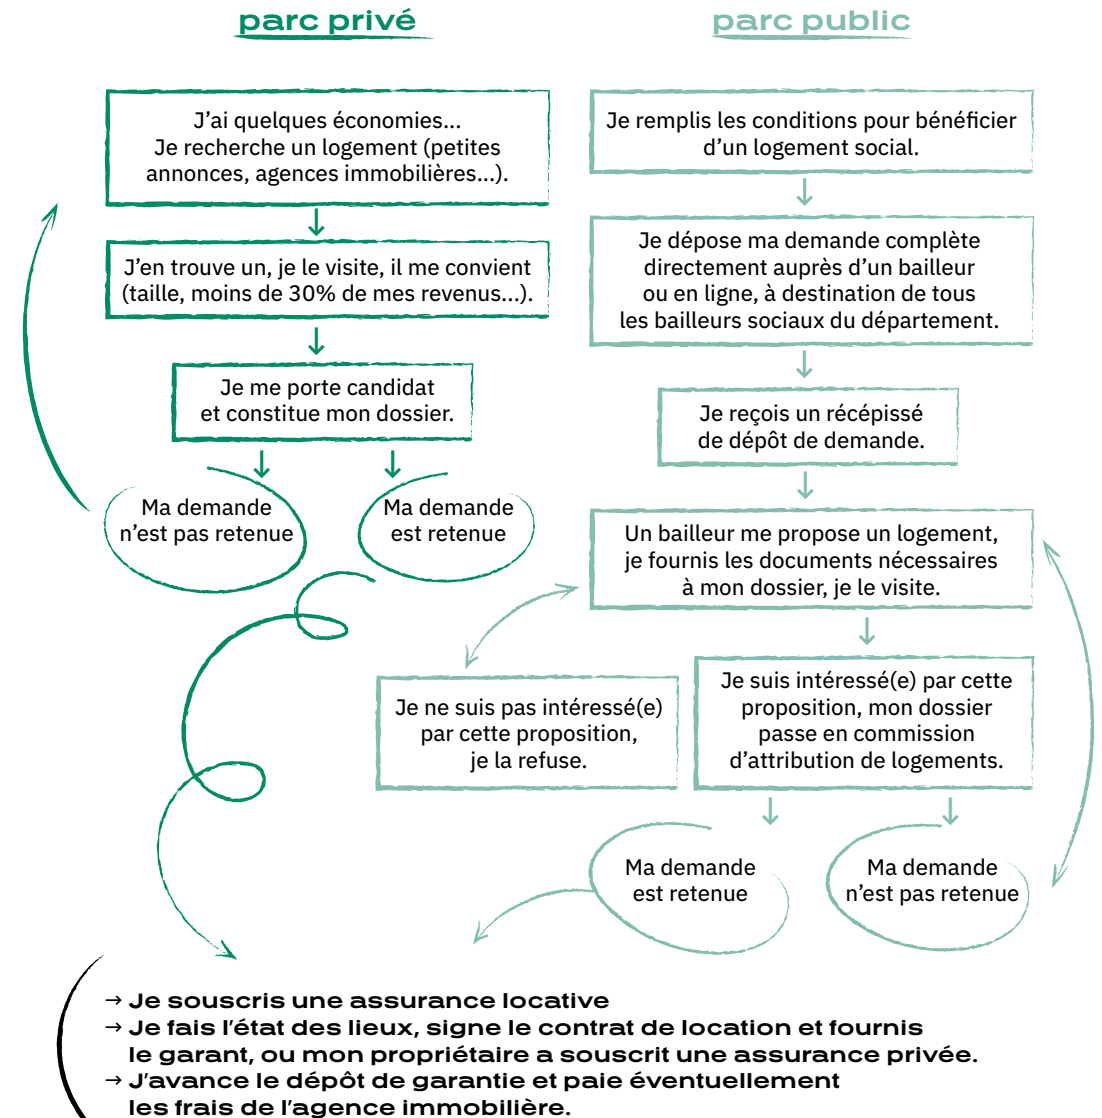 parc privé
J'ai quelques économies...
Je recherche un logement (petites
annonces, agences immobilières...).
J'en trouve un, je le visite, il me convient
(taille, moins de 30% de mes revenus...).
Je me porte candidat
et constitue mon dossier.
Ma demande
n'est pas retenue
Ma demande
est retenue
parc public
Je remplis les conditions pour bénéficier
d'un logement social.
Je dépose ma demande complète
directement auprès d'un bailleur
ou en ligne, à destination de tous
les bailleurs sociaux du département.
Je reçois un récépissé
de dépôt de demande.
Un bailleur me propose un logement,
je fournis les documents nécessaires
à mon dossier, je le visite.
Je ne suis pas intéressé(e)
par cette proposition,
je la refuse.
Je suis intéressé(e) par cette
proposition, mon dossier
passe en commission
d'attribution de logements.
Ma demande
est retenue
Ma demande
n'est pas retenue
→ Je souscris une assurance locative
→ Je fais l'état des lieux, signe le contrat de location et fournis
le garant, ou mon propriétaire a souscrit une assurance privée.
→ J'avance le dépôt de garantie et paie éventuellement
les frais de l'agence immobilière.